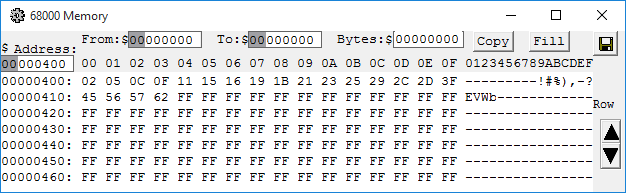 68000 Memory
From:$ 00000000 To:$ 00000000 Bytes:$ 00000000 Copy Fill
$ Address:
00000400 00 01 02 03 04 05 06 07 08 09 0A 0B 0C 0D 0E 0F 0123456789ABCDEF
00000400: 02 05 0C 0F 11 15 16 19 1B 21 23 25 29 2C 2D 3F ---------!#%),-?
00000410: 45 56 57 62 FF FF FF FF FF FF FF FF FF FF FF FF EVWb------------
00000420: FF FF FF FF FF FF FF FF FF FF FF FF FF FF FF FF ----------------
00000430: FF FF FF FF FF FF FF FF FF FF FF FF FF FF FF FF ----------------
00000440: FF FF FF FF FF FF FF FF FF FF FF FF FF FF FF FF ----------------
00000450: FF FF FF FF FF FF FF FF FF FF FF FF FF FF FF FF ----------------
00000460: FF FF FF FF FF FF FF FF FF FF FF FF FF FF FF FF ----------------
Row